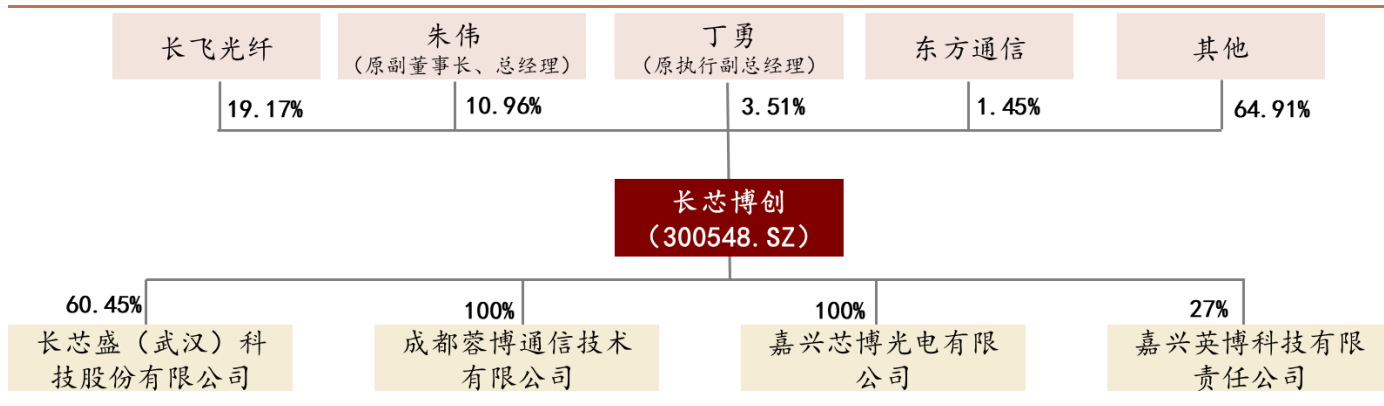 长飞光纤
朱伟
（原副董事长、总经理）
丁勇
（原执行副总经理）
东方通信
其他
19.17%
10.96%
3.51%
1.45%
64.91%
长芯博创
（300548.SZ）
60.45%
100%
100%
27%
长芯盛（武汉）科
技股份有限公司
成都蓉博通信技术
有限公司
嘉兴芯博光电有限
公司
嘉兴英博科技有限
责任公司